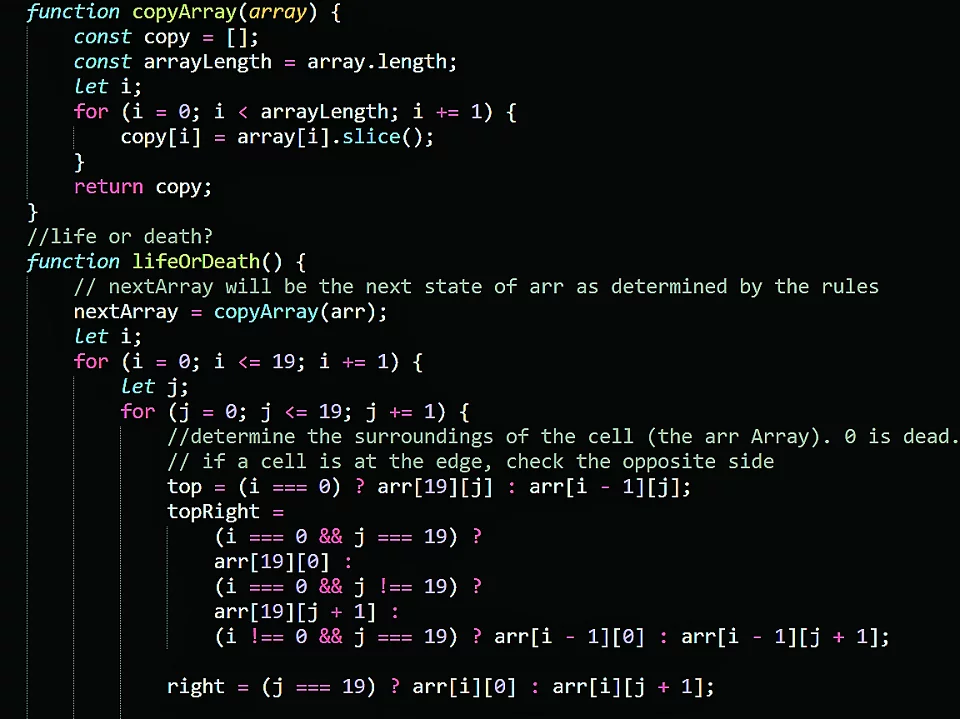 function copyArray(array) {
    const copy = [];
    const arrayLength = array.length;
    let i;
    for (i = 0; i < arrayLength; i += 1) {
        copy[i] = array[i].slice();
    }
    return copy;
}
//life or death?
function lifeOrDeath() {
    // nextArray will be the next state of arr as determined by the rules
    nextArray = copyArray(arr);
    let i;
    for (i = 0; i <= 19; i += 1) {
        let j;
        for (j = 0; j <= 19; j += 1) {
            //determine the surroundings of the cell (the arr Array). 0 is dead.
            // if a cell is at the edge, check the opposite side
            top = (i === 0) ? arr[19][j] : arr[i - 1][j];
            topRight =
                (i === 0 && j === 19) ?
                arr[19][0] :
                (i === 0 && j !== 19) ?
                arr[19][j + 1] :
                (i !== 0 && j === 19) ? arr[i - 1][0] : arr[i - 1][j + 1];

            right = (j === 19) ? arr[i][0] : arr[i][j + 1];